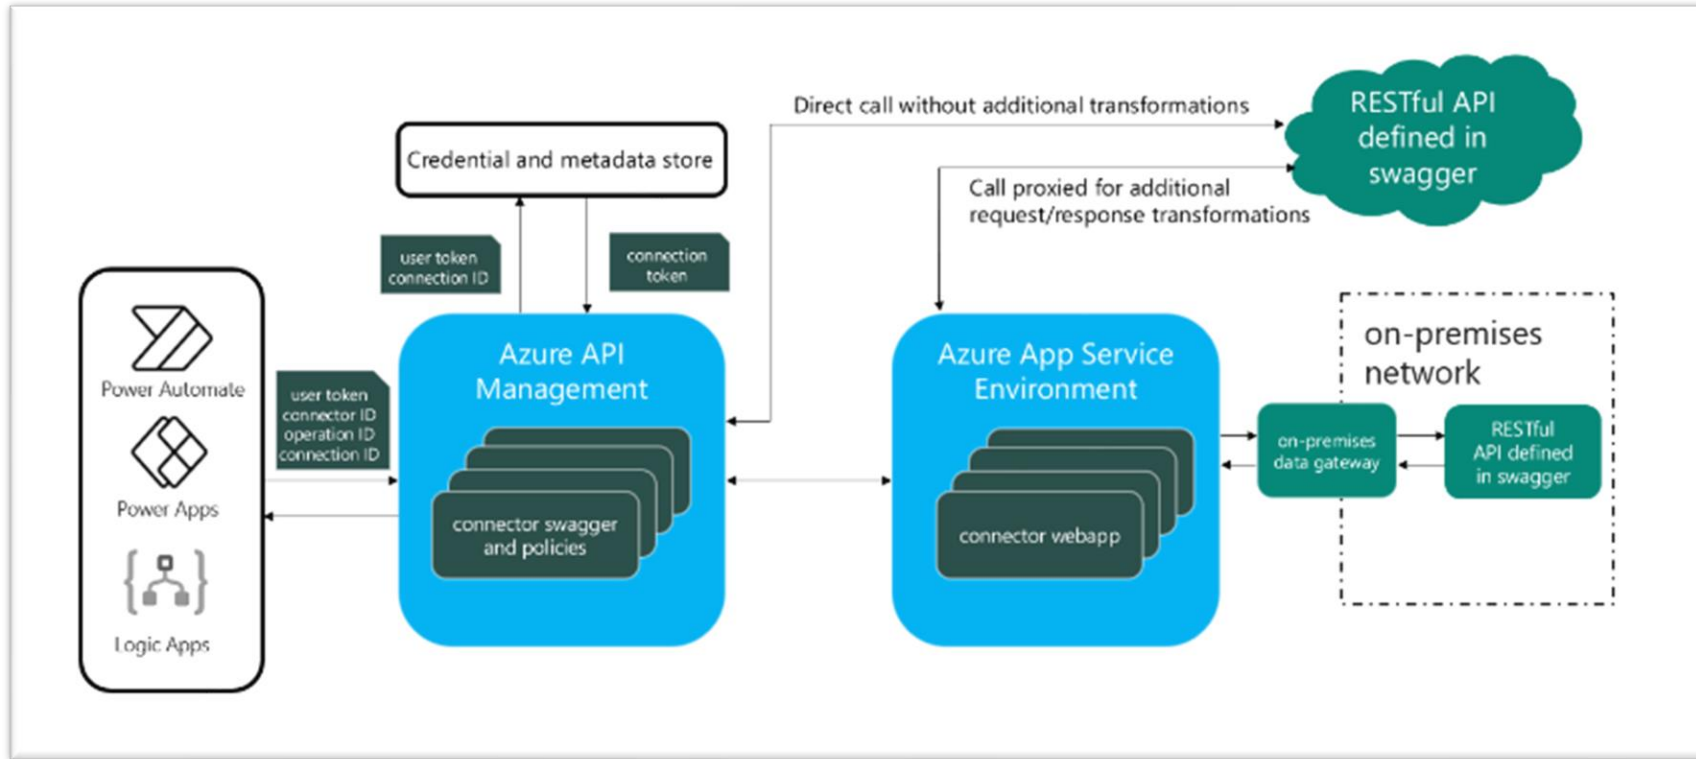 Direct call without additional transformations
RESTful API
defined in
swagger
Credential and metadata store
Call proxied for additional
request/response transformations
user token
connection ID
connection
token
Power Automate
Power Apps
Logic Apps
user token
connector ID
operation ID
connection ID
Azure API
Management
connector swagger
and policies
Azure App Service
Environment
connector webapp
on-premises
network
on-premises
data gateway
RESTful
API defined
in swagger